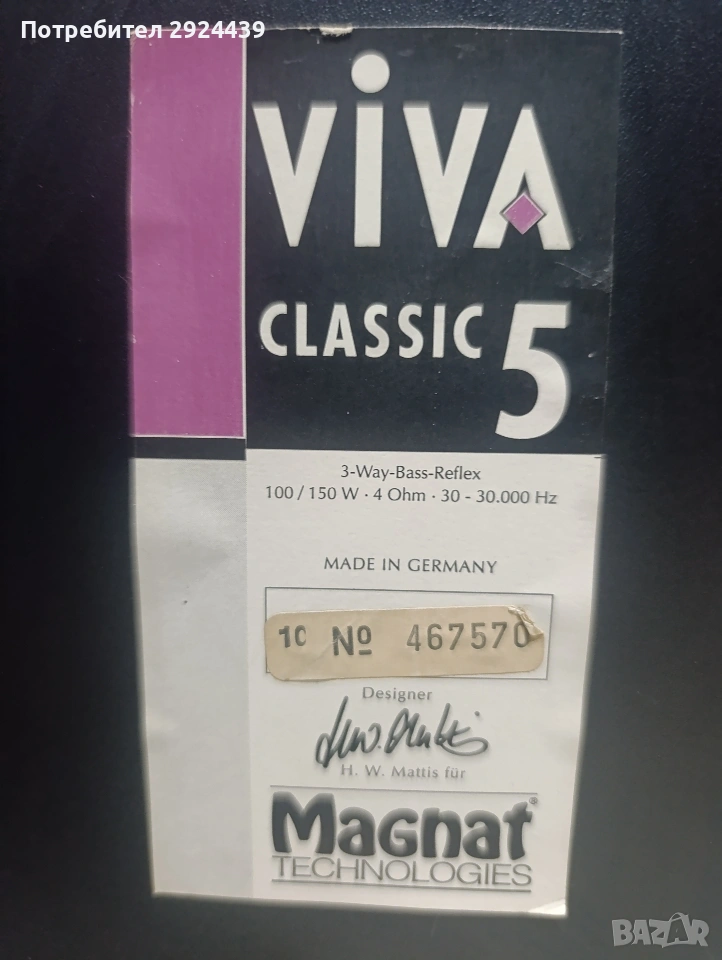 Потребител 2924439
ViVA
CLASSIC 5
3-Way-Bass-Reflex
100 / 150 W · 4 Ohm · 30 - 30.000 Hz
MADE IN GERMANY
10 № 467570
Designer
H. W. Mattis für
Magnat®
TECHNOLOGIES
BAZAR